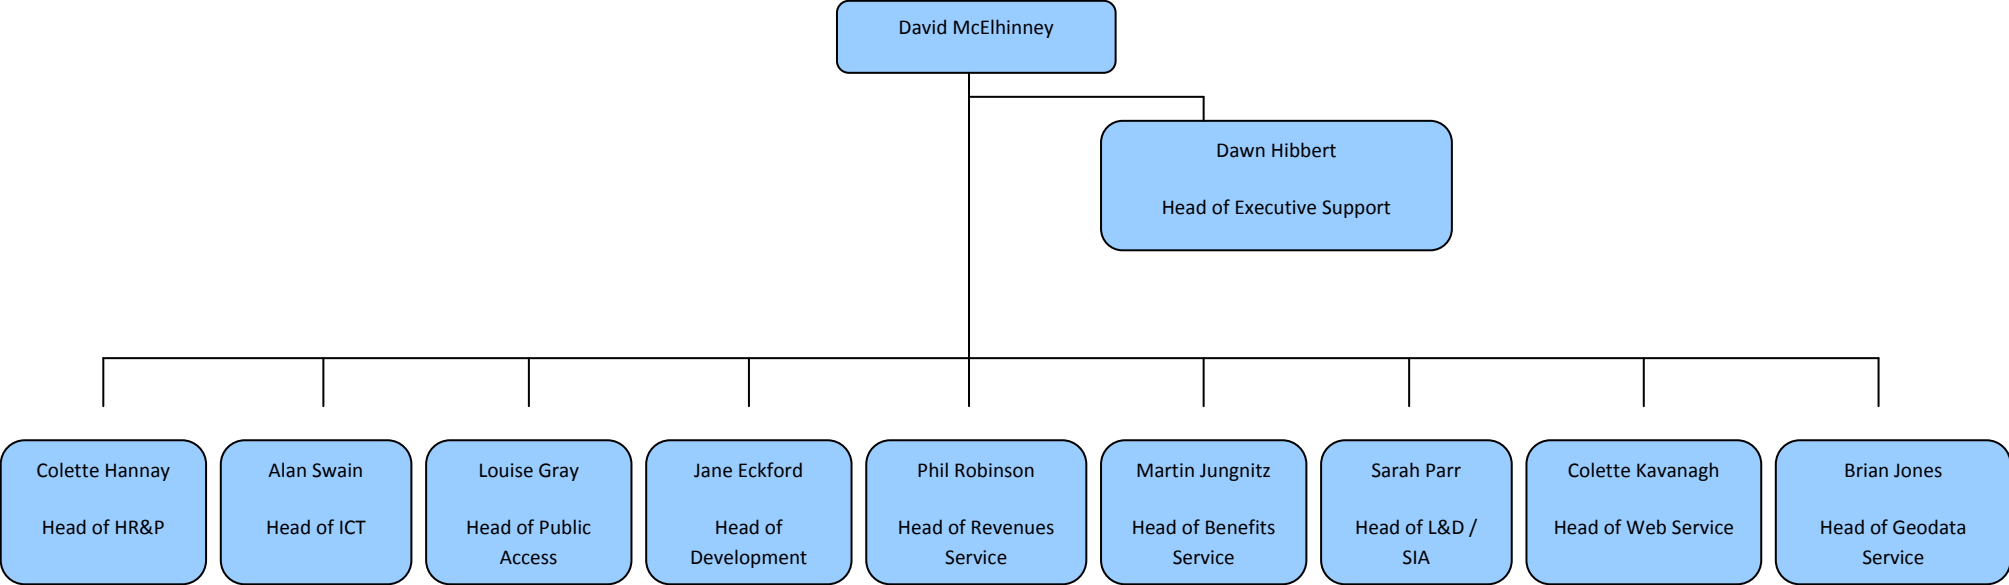 David McElhinney
Dawn Hibbert
Head of Executive Support
Colette Hannay
Head of HR&P
Alan Swain
Head of ICT
Louise Gray
Head of Public
Access
Jane Eckford
Head of
Development
Phil Robinson
Head of Revenues
Service
Martin Jungnitz
Head of Benefits
Service
Sarah Parr
Head of L&D /
SIA
Colette Kavanagh
Head of Web Service
Brian Jones
Head of Geodata
Service